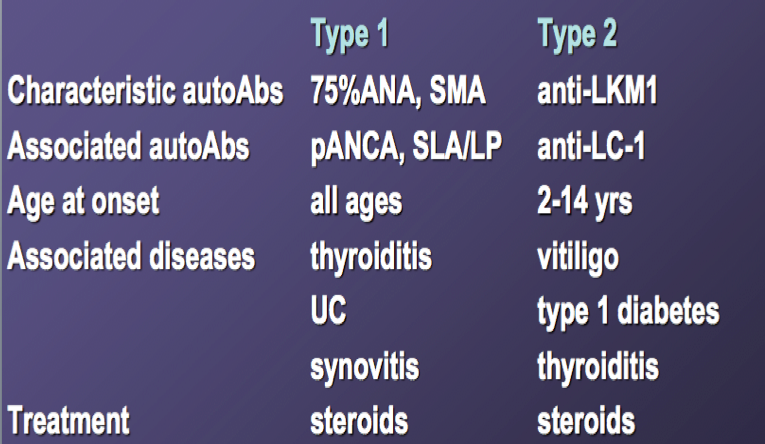 Type 1 Type 2
Characteristic autoAbs 75%ANA, SMA anti-LKM1
Associated autoAbs pANCA, SLA/LP anti-LC-1
Age at onset all ages 2-14 yrs
Associated diseases thyroiditis vitiligo
UC type 1 diabetes
synovitis thyroiditis
Treatment steroids steroids